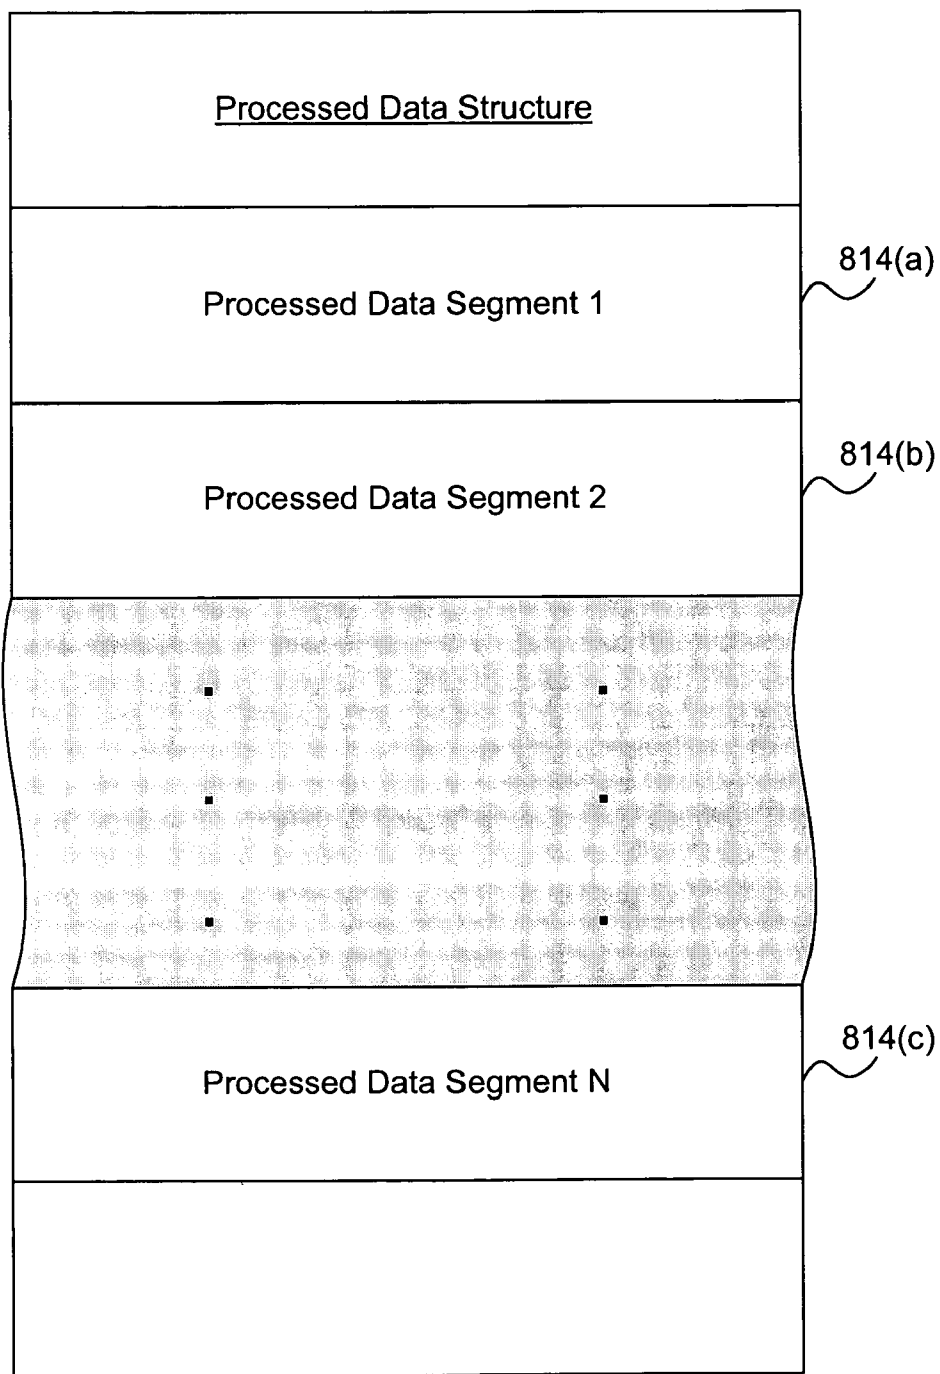 Processed Data Structure
814(a)
Processed Data Segment 1
814(b)
Processed Data Segment 2
814(c)
Processed Data Segment N